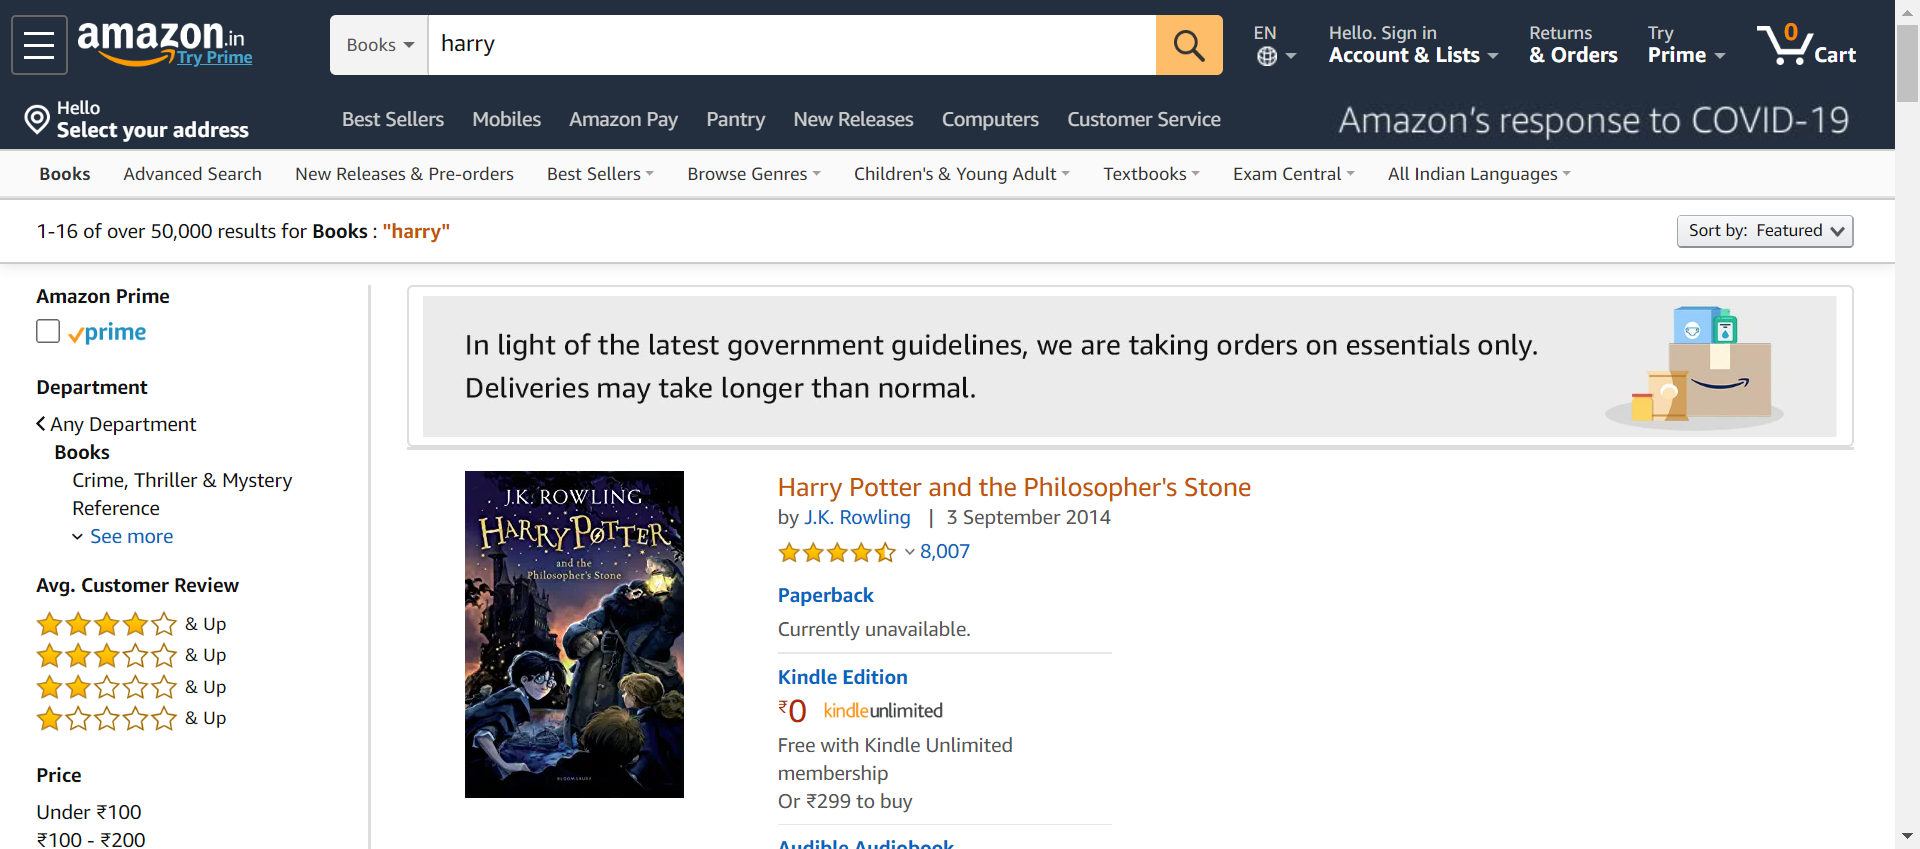 amazon.in
Try Prime
Books
harry
EN
Hello. Sign in
Account & Lists
Returns
& Orders
Try
Prime
0
Cart
Hello
Select your address
Best Sellers
Mobiles
Amazon Pay
Pantry
New Releases
Computers
Customer Service
Amazon's response to COVID-19
Books
Advanced Search
New Releases & Pre-orders
Best Sellers
Browse Genres
Children's & Young Adult
Textbooks
Exam Central
All Indian Languages
1-16 of over 50,000 results for Books : "harry"
Sort by: Featured
Amazon Prime
prime
Department
Any Department
Books
Crime, Thriller & Mystery
Reference
See more
Avg. Customer Review
& Up
& Up
& Up
& Up
Price
Under ₹100
₹100 - ₹200
In light of the latest government guidelines, we are taking orders on essentials only.
Deliveries may take longer than normal.
J.K. ROWLING
HARRY POTTER
and the
Philosopher's Stone
BLOOMSBURY
Harry Potter and the Philosopher's Stone
by J.K. Rowling | 3 September 2014
8,007
Paperback
Currently unavailable.
Kindle Edition
₹0 kindleunlimited
Free with Kindle Unlimited
membership
Or ₹299 to buy
Audible Audiobook